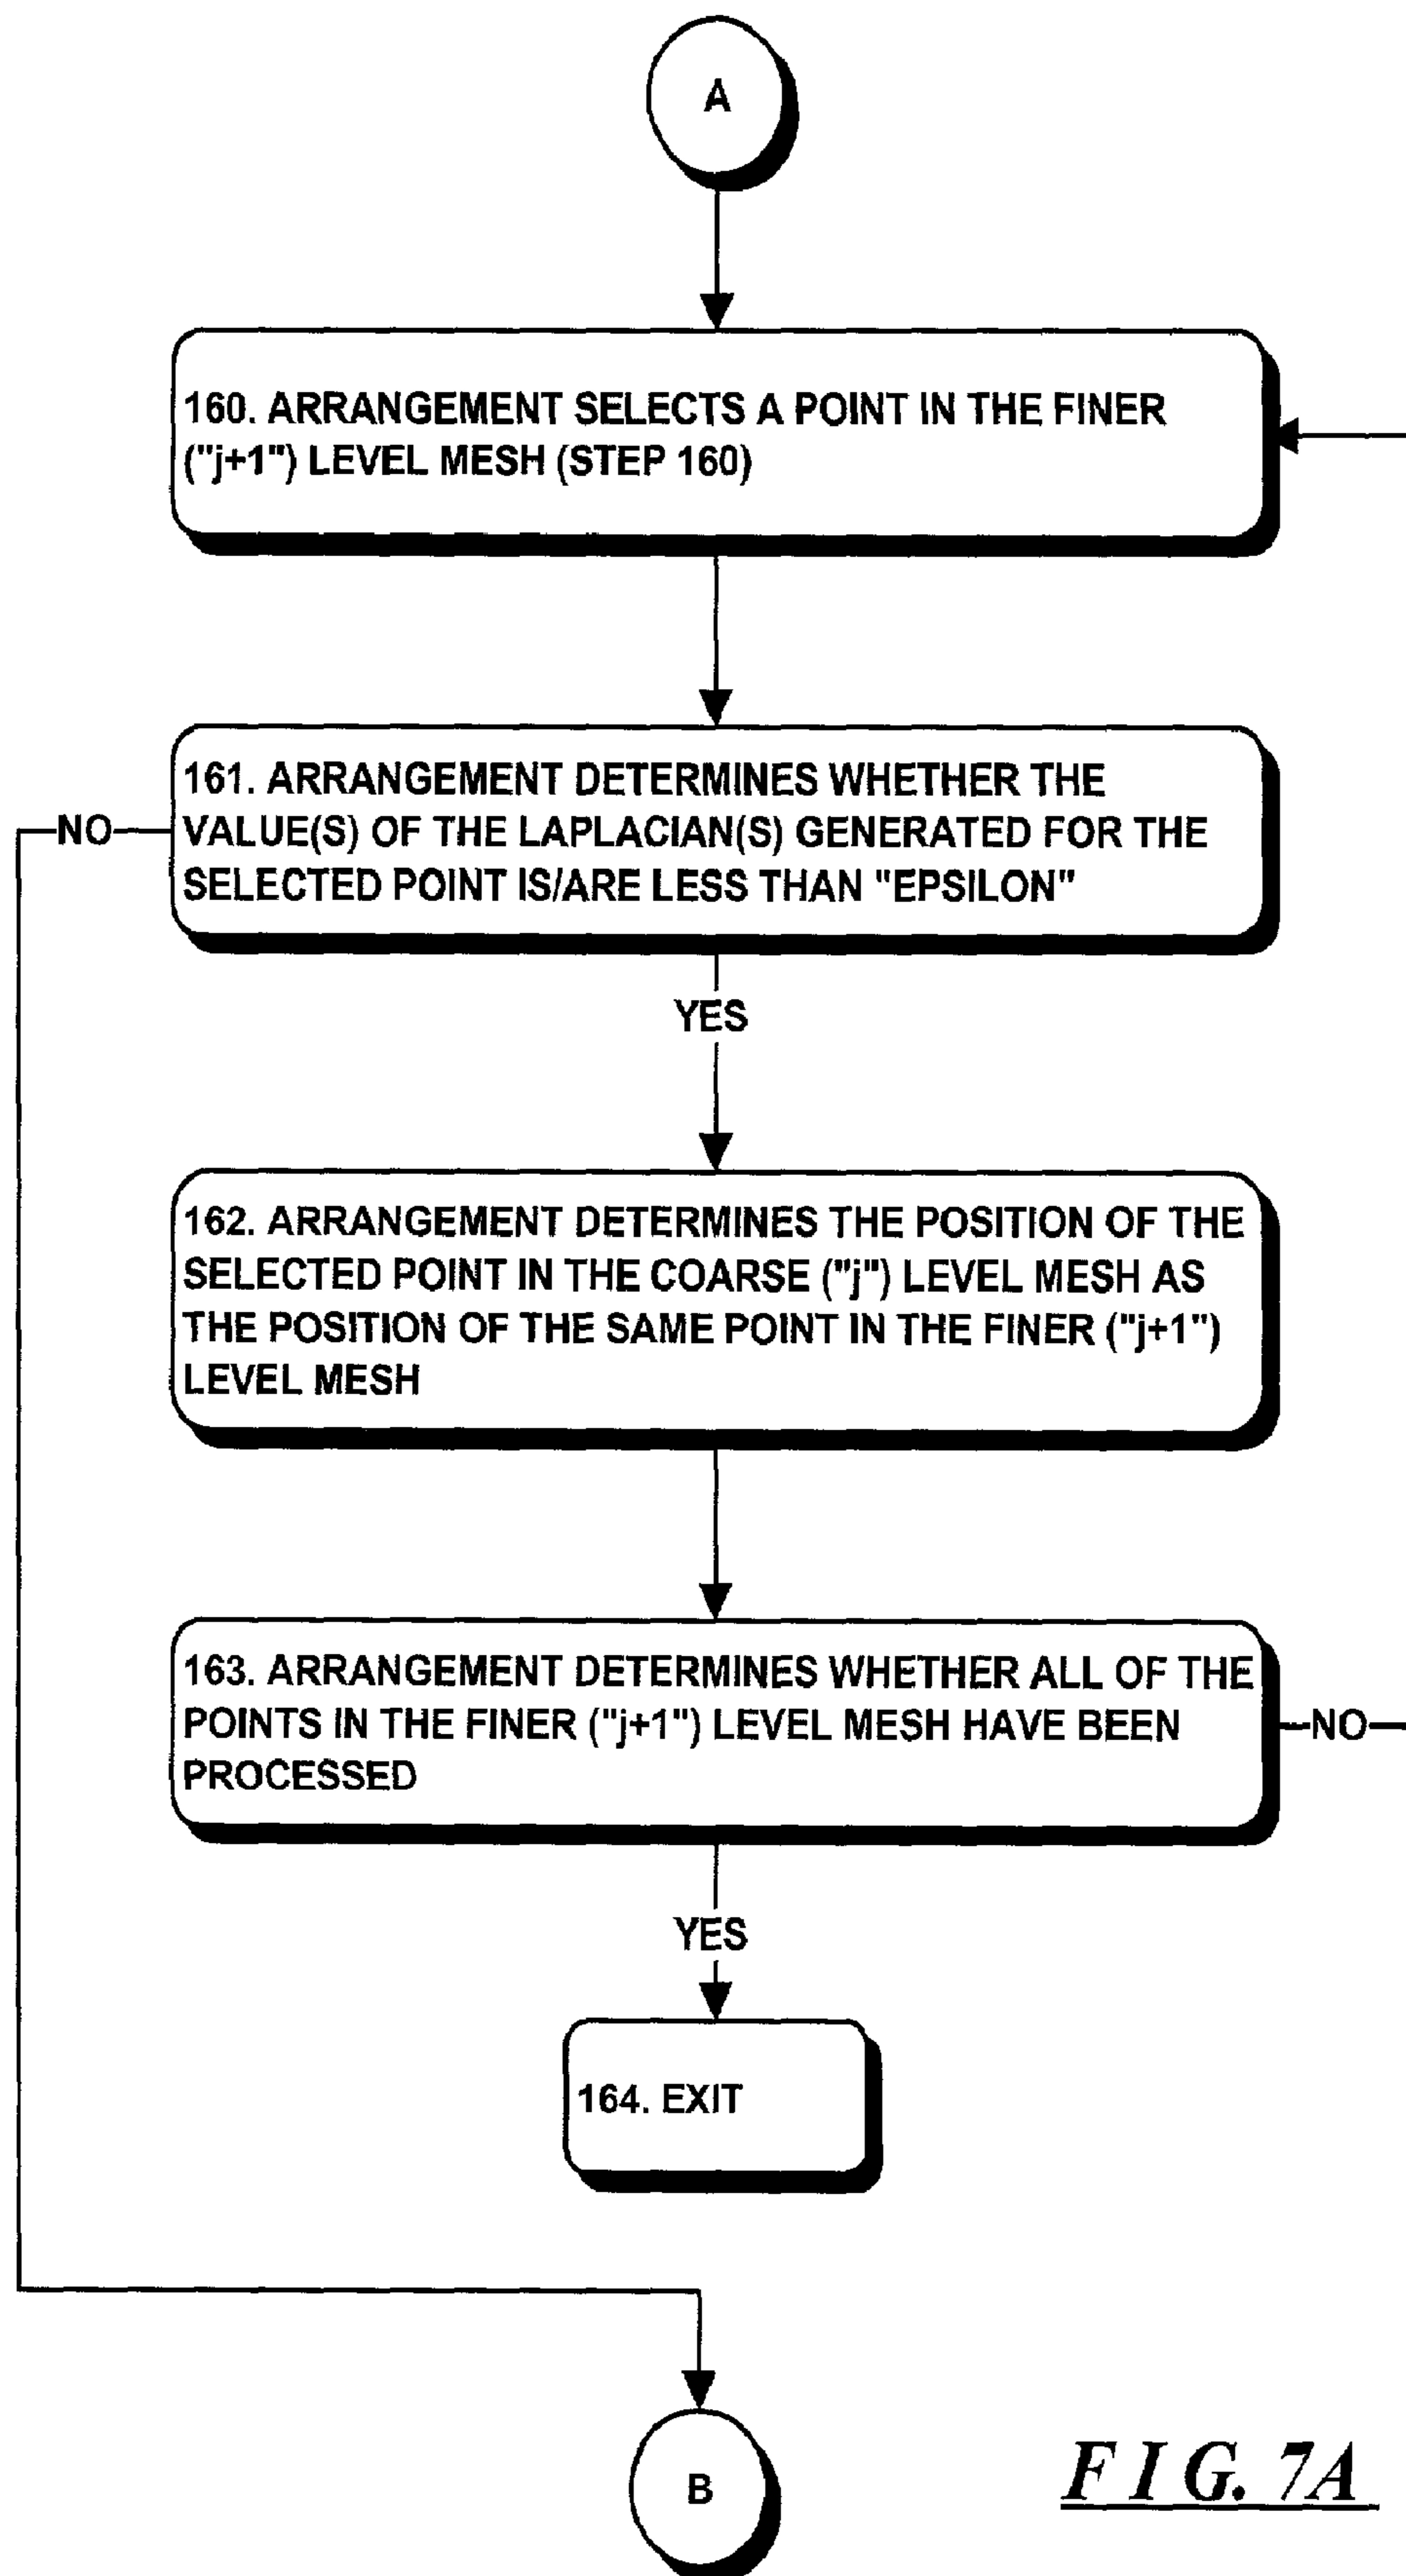 A
160. ARRANGEMENT SELECTS A POINT IN THE FINER
("j+1") LEVEL MESH (STEP 160)
161. ARRANGEMENT DETERMINES WHETHER THE
VALUE(S) OF THE LAPLACIAN(S) GENERATED FOR THE
SELECTED POINT IS/ARE LESS THAN "EPSILON"
NO
YES
162. ARRANGEMENT DETERMINES THE POSITION OF THE
SELECTED POINT IN THE COARSE ("j") LEVEL MESH AS
THE POSITION OF THE SAME POINT IN THE FINER ("j+1")
LEVEL MESH
163. ARRANGEMENT DETERMINES WHETHER ALL OF THE
POINTS IN THE FINER ("j+1") LEVEL MESH HAVE BEEN
PROCESSED
NO
YES
164. EXIT
B
FIG. 7A